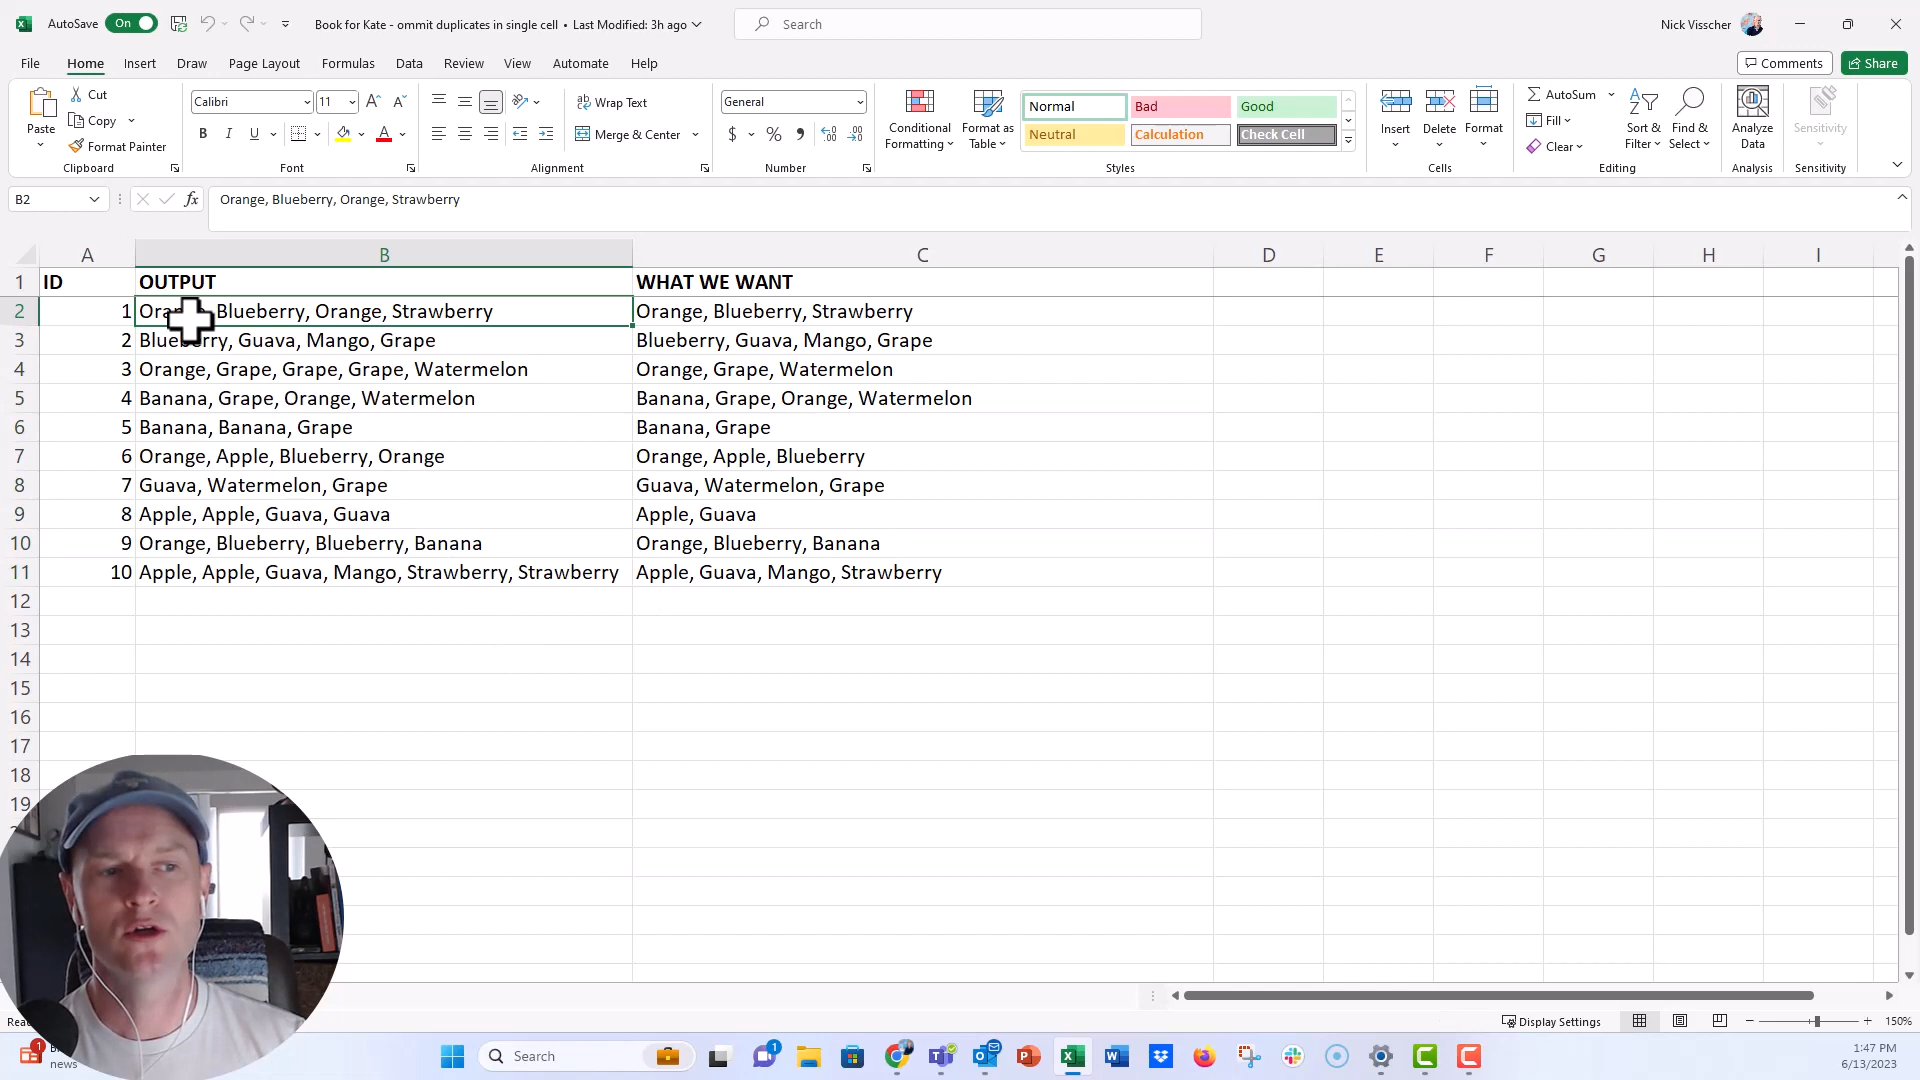 AutoSave On Book for Kate - ommit duplicates in single cell • Last Modified: 3h ago Search Nick Visscher
File Home Insert Draw Page Layout Formulas Data Review View Automate Help Comments Share
Paste Cut Copy Format Painter Clipboard
Calibri 11 B I U A Font
Wrap Text Merge & Center Alignment
General $ % , Number
Conditional Formatting Format as Table Normal Bad Good Neutral Calculation Check Cell Styles
Insert Delete Format Cells
AutoSum Fill Clear Sort & Filter Find & Select Editing
Analyze Data Analysis
Sensitivity Sensitivity
B2 fx Orange, Blueberry, Orange, Strawberry
A B C D E F G H I
1 ID OUTPUT WHAT WE WANT
2 1 Blueberry, Orange, Strawberry Orange, Blueberry, Strawberry
3 2 Blueberry, Guava, Mango, Grape Blueberry, Guava, Mango, Grape
4 3 Orange, Grape, Grape, Grape, Watermelon Orange, Grape, Watermelon
5 4 Banana, Grape, Orange, Watermelon Banana, Grape, Orange, Watermelon
6 5 Banana, Banana, Grape Banana, Grape
7 6 Orange, Apple, Blueberry, Orange Orange, Apple, Blueberry
8 7 Guava, Watermelon, Grape Guava, Watermelon, Grape
9 8 Apple, Apple, Guava, Guava Apple, Guava
10 9 Orange, Blueberry, Blueberry, Banana Orange, Blueberry, Banana
11 10 Apple, Apple, Guava, Mango, Strawberry, Strawberry Apple, Guava, Mango, Strawberry
12
13
14
15
16
17
18
19
Display Settings 150%
1 news Search 1 1:47 PM
6/13/2023